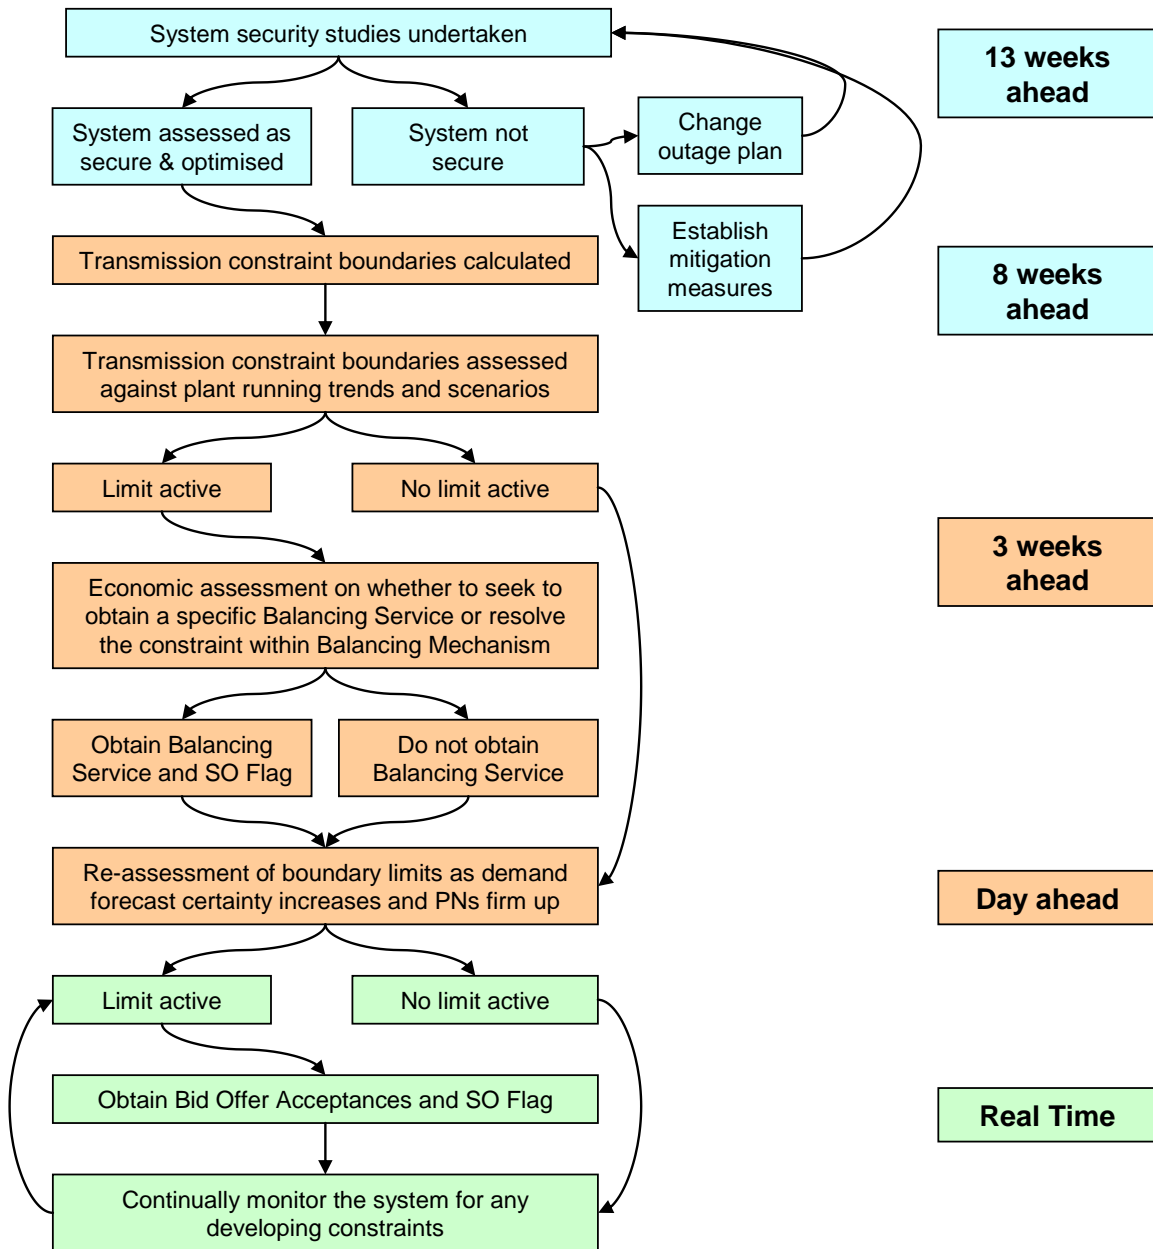 System security studies undertaken
13 weeks
ahead
System assessed as
secure & optimised
System not
secure
Change
outage plan
Establish
mitigation
measures
Transmission constraint boundaries calculated
8 weeks
ahead
Transmission constraint boundaries assessed
against plant running trends and scenarios
Limit active
No limit active
3 weeks
ahead
Economic assessment on whether to seek to
obtain a specific Balancing Service or resolve
the constraint within Balancing Mechanism
Obtain Balancing
Service and SO Flag
Do not obtain
Balancing Service
Re-assessment of boundary limits as demand
forecast certainty increases and PNs firm up
Day ahead
Limit active
No limit active
Obtain Bid Offer Acceptances and SO Flag
Real Time
Continually monitor the system for any
developing constraints